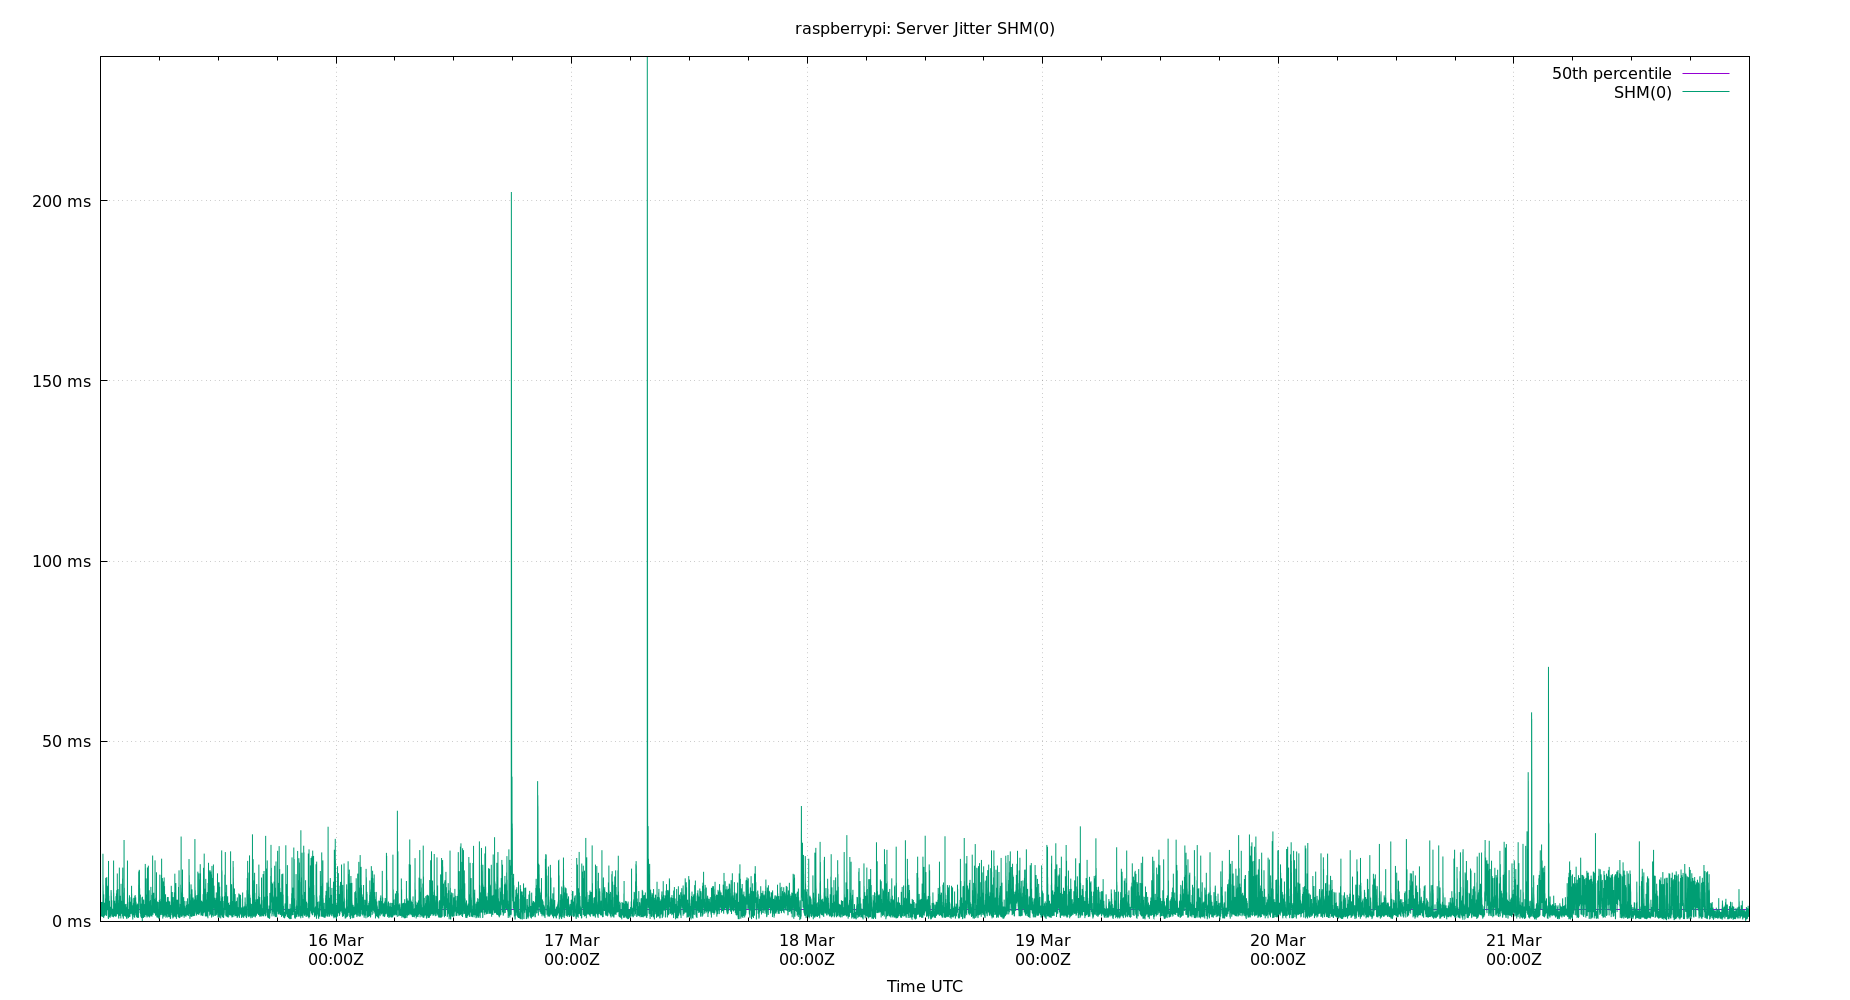 raspberrypi: Server Jitter SHM(0)
50th percentile
SHM(0)
200 ms
150 ms
100 ms
50 ms
0 ms
16 Mar 17 Mar 18 Mar 19 Mar 20 Mar 21 Mar
00:00Z 00:00Z 00:00Z 00:00Z 00:00Z 00:00Z
Time UTC